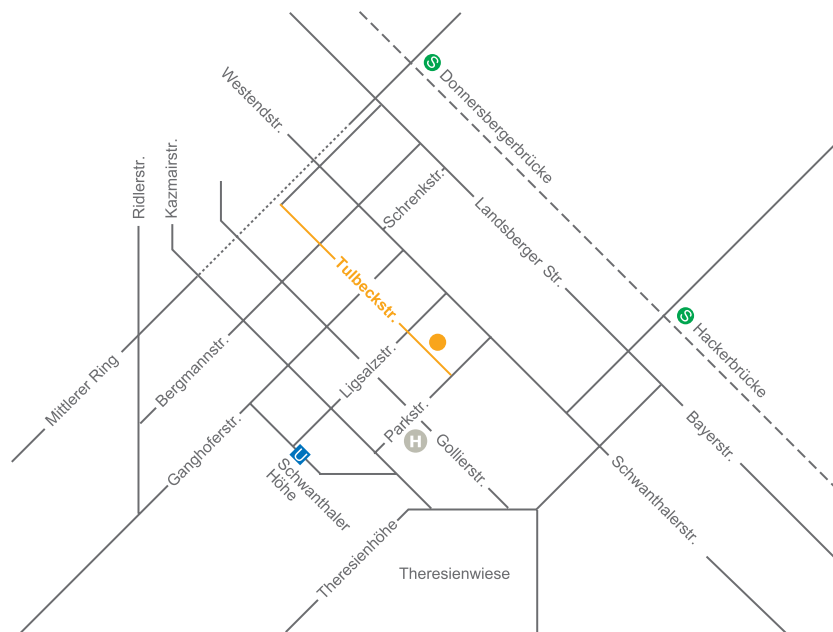 S
Donnersbergerbrücke
Westendstr.
Ridlerstr.
Kazmairstr.
Schrenkstr.
Landsberger Str.
Tulbeckstr.
S
Hackerbrücke
Mittlerer Ring
Bergmannstr.
Ligsalzstr.
Parkstr.
H
Ganghoferstr.
Gollierstr.
Bayerstr.
U
Schwanthaler
Höhe
Schwanthalerstr.
Theresienhöhe
Theresienwiese